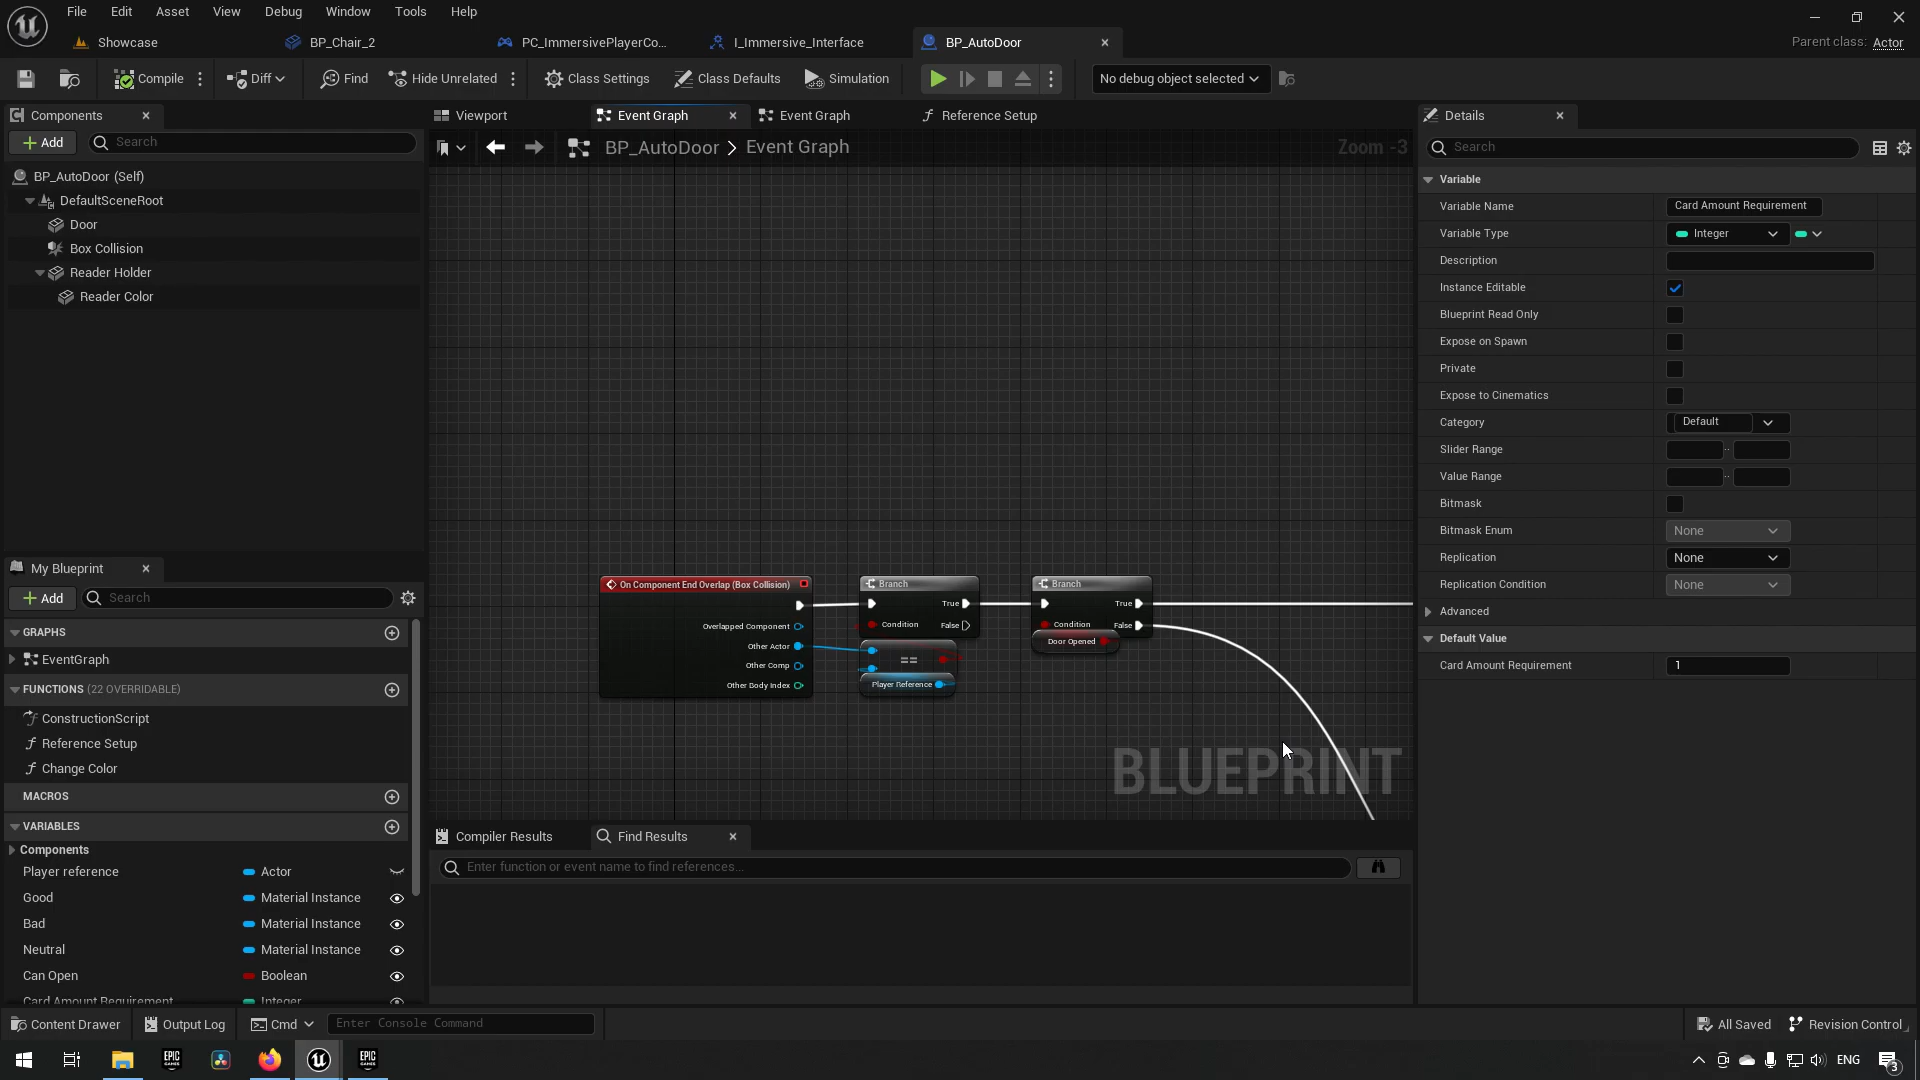 File Edit Asset View Debug Window Tools Help
Showcase BP_Chair_2 PC_ImmersivePlayerCo... I_Immersive_Interface BP_AutoDoor
Parent class: Actor
Compile Diff Find Hide Unrelated Class Settings Class Defaults Simulation No debug object selected
Components
Add Search
BP_AutoDoor (Self)
DefaultSceneRoot
Door
Box Collision
Reader Holder
Reader Color
My Blueprint
Add Search
GRAPHS
EventGraph
FUNCTIONS (22 OVERRIDABLE)
ConstructionScript
Reference Setup
Change Color
MACROS
VARIABLES
Components
Player reference Actor
Good Material Instance
Bad Material Instance
Neutral Material Instance
Can Open Boolean
Card Amount Requirement Integer
Viewport Event Graph Event Graph Reference Setup
BP_AutoDoor > Event Graph
Zoom -3
On Component End Overlap (Box Collision)
Overlapped Component
Other Actor
Other Comp
Other Body Index
Branch
True
Condition False
==
Player Reference
Branch
True
Condition False
Door Opened
BLUEPRINT
Compiler Results Find Results
Enter function or event name to find references...
Details
Search
Variable
Variable Name Card Amount Requirement
Variable Type Integer
Description
Instance Editable
Blueprint Read Only
Expose on Spawn
Private
Expose to Cinematics
Category Default
Slider Range
Value Range
Bitmask
Bitmask Enum None
Replication None
Replication Condition None
Advanced
Default Value
Card Amount Requirement 1
Content Drawer Output Log Cmd Enter Console Command
All Saved Revision Control
EPIC GAMES EPIC GAMES
ENG 3